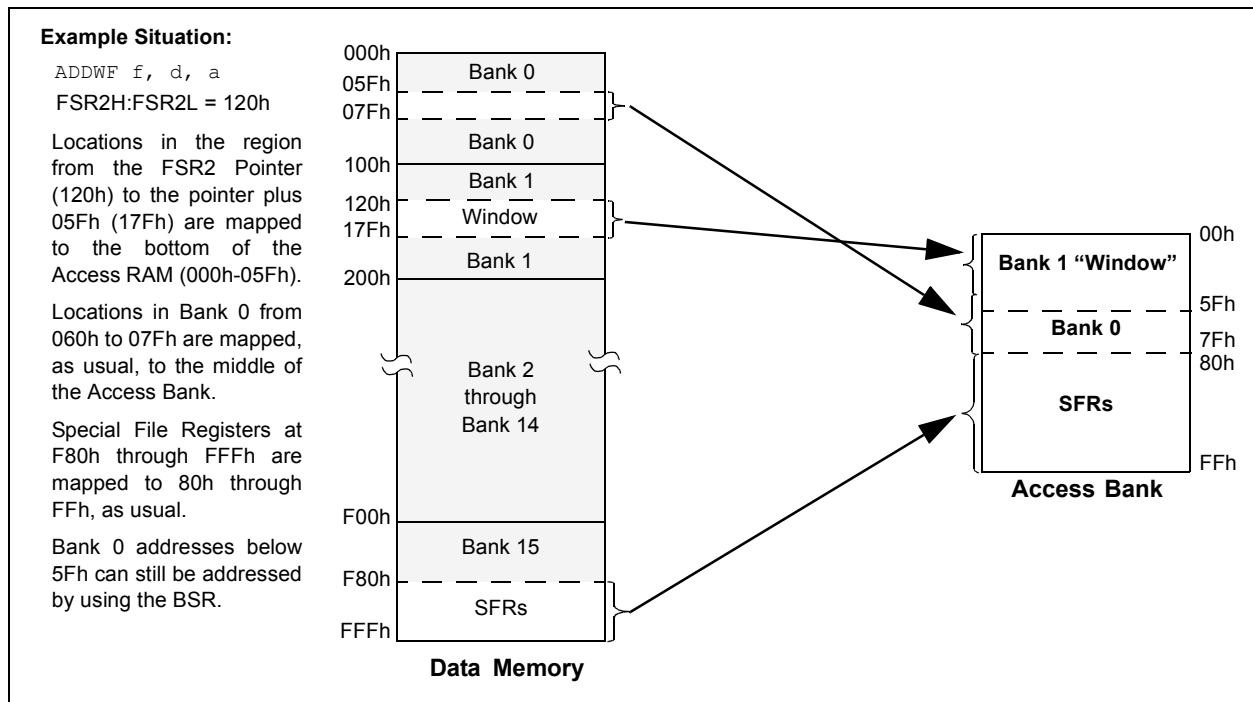 Example Situation:
ADDWF f, d, a
FSR2H:FSR2L = 120h
Locations in the region
from the FSR2 Pointer
(120h) to the pointer plus
05Fh (17Fh) are mapped
to the bottom of the
Access RAM (000h-05Fh).
Locations in Bank 0 from
060h to 07Fh are mapped,
as usual, to the middle of
the Access Bank.
Special File Registers at
F80h through FFFh are
mapped to 80h through
FFh, as usual.
Bank 0 addresses below
5Fh can still be addressed
by using the BSR.
000h
Bank 0
05Fh
07Fh
Bank 0
100h
Bank 1
120h
Window
17Fh
Bank 1
200h
Bank 2
through
Bank 14
F00h
Bank 15
F80h
SFRs
FFFh
Data Memory
00h
Bank 1 “Window”
5Fh
Bank 0
7Fh
80h
SFRs
FFh
Access Bank